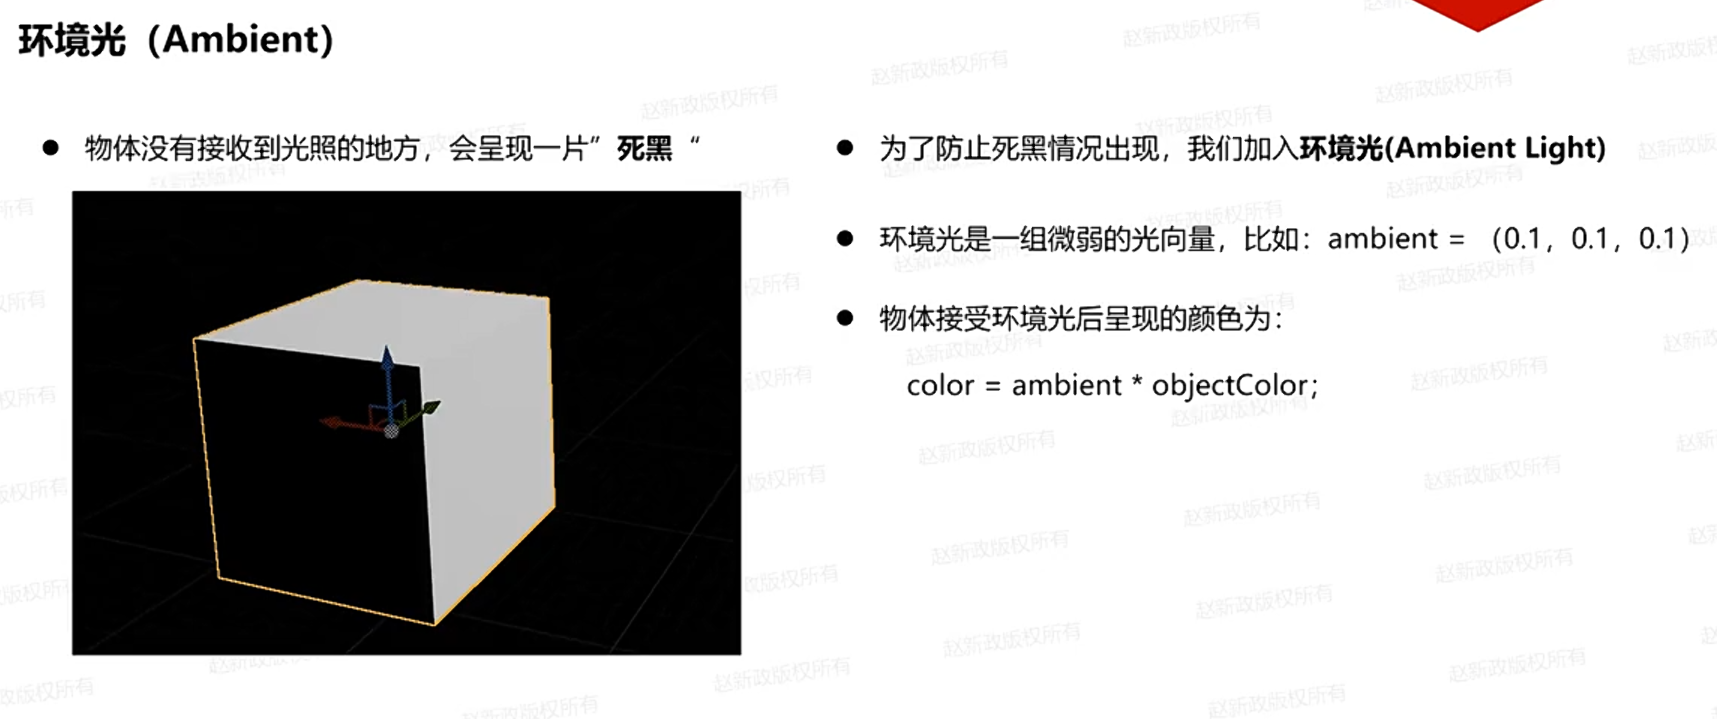 环境光（Ambient）
物体没有接收到光照的地方，会呈现一片”死黑“
为了防止死黑情况出现，我们加入环境光(Ambient Light)
环境光是一组微弱的光向量，比如：ambient = （0.1，0.1，0.1）
物体接受环境光后呈现的颜色为：
color = ambient * objectColor；
赵新政版权所有